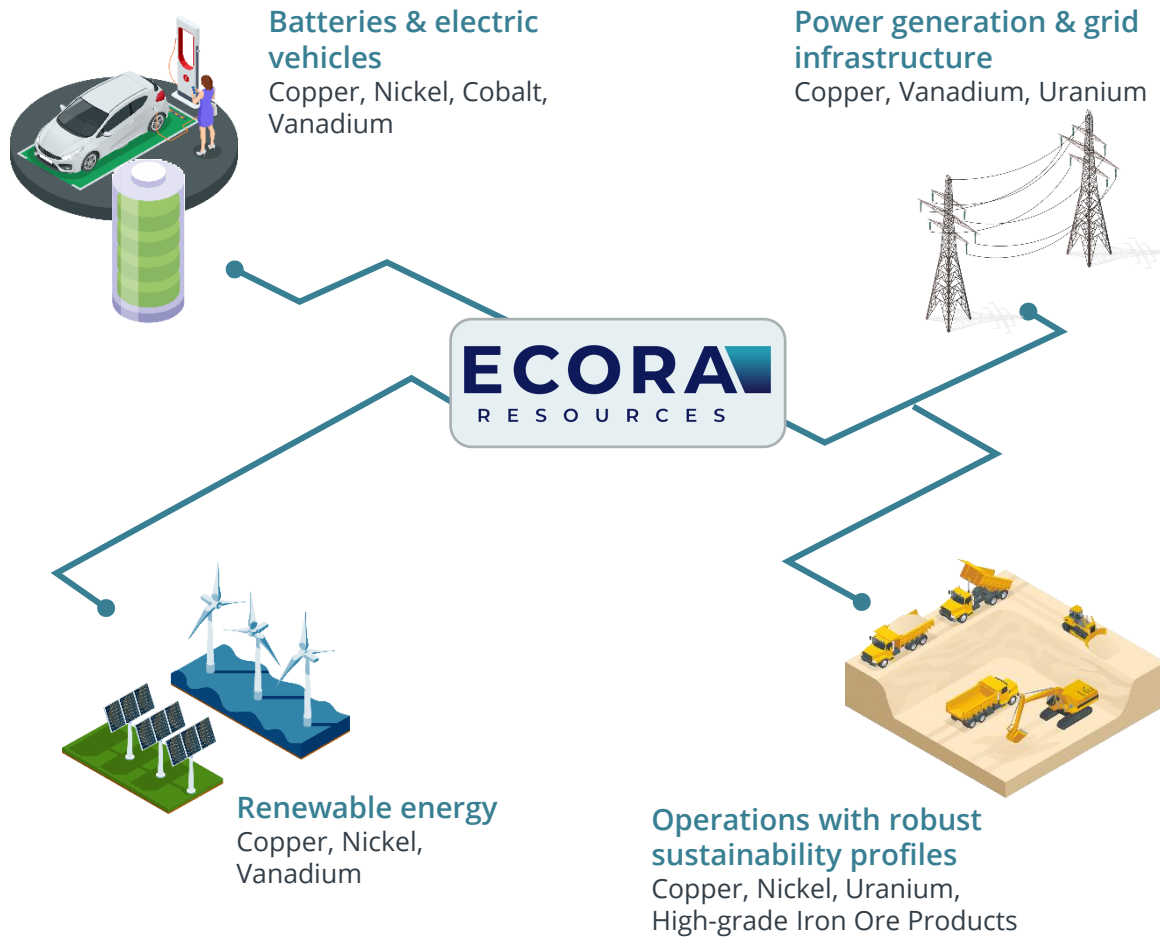 Batteries & electric
vehicles
Copper, Nickel, Cobalt,
Vanadium
Power generation & grid
infrastructure
Copper, Vanadium, Uranium
ECORA
RESOURCES
Renewable energy
Copper, Nickel,
Vanadium
Operations with robust
sustainability profiles
Copper, Nickel, Uranium,
High-grade Iron Ore Products